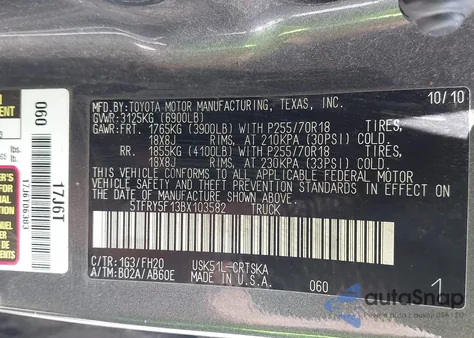 MFD.BY:TOYOTA MOTOR MANUFACTURING, TEXAS, INC. 10/10
GVWR: 3125KG (6900LB)
GAWR:FRT. 1765KG (3900LB) WITH P255/70R18 TIRES,
18X8J RIMS, AT 210KPA (30PSI) COLD.
RR. 1855KG (4100LB) WITH P255/70R18 TIRES,
18X8J RIMS, AT 230KPA (33PSI) COLD.
THIS VEHICLE CONFORMS TO ALL APPLICABLE FEDERAL MOTOR
VEHICLE SAFETY STANDARDS IN EFFECT ON
THE DATE OF MANUFACTURE SHOWN ABOVE.
5TFRY5F13BX103582 TRUCK
C/TR: 1G3/FH20 USK51L-CRTSKA
A/TM: B02A/AB60E MADE IN U.S.A. 060 1
060
17J6T
lbs.
lb.
autoSnap